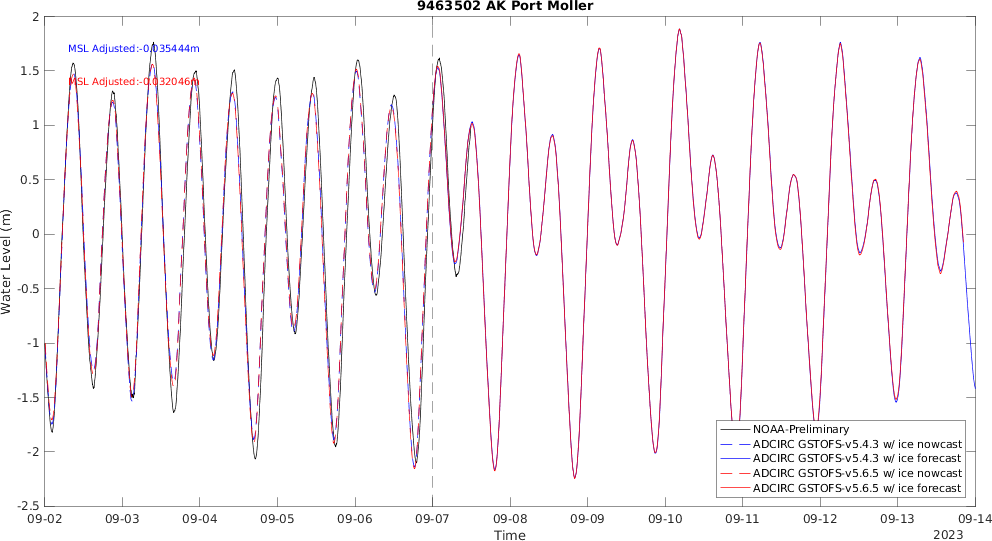 9463502 AK Port Moller
MSL Adjusted:-0.035444m
MSL Adjusted:-0.032046m
Water Level (m)
2
1.5
1
0.5
0
-0.5
-1
-1.5
-2
-2.5
NOAA-Preliminary
ADCIRC GSTOFS-v5.4.3 w/ ice nowcast
ADCIRC GSTOFS-v5.4.3 w/ ice forecast
ADCIRC GSTOFS-v5.6.5 w/ ice nowcast
ADCIRC GSTOFS-v5.6.5 w/ ice forecast
09-02 09-03 09-04 09-05 09-06 09-07 09-08 09-09 09-10 09-11 09-12 09-13 09-14
Time
2023